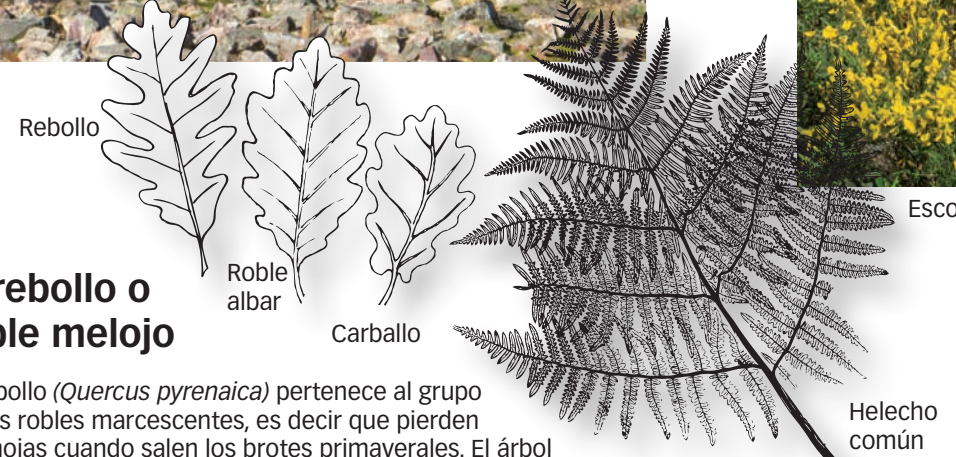 Rebollo
Roble
albar
Carballo
Esco
rebollo o
ble melojo
bollo (Quercus pyrenaica) pertenece al grupo
s robles marcescentes, es decir que pierden
hojas cuando salen los brotes primaverales. El árbol
Helecho
común